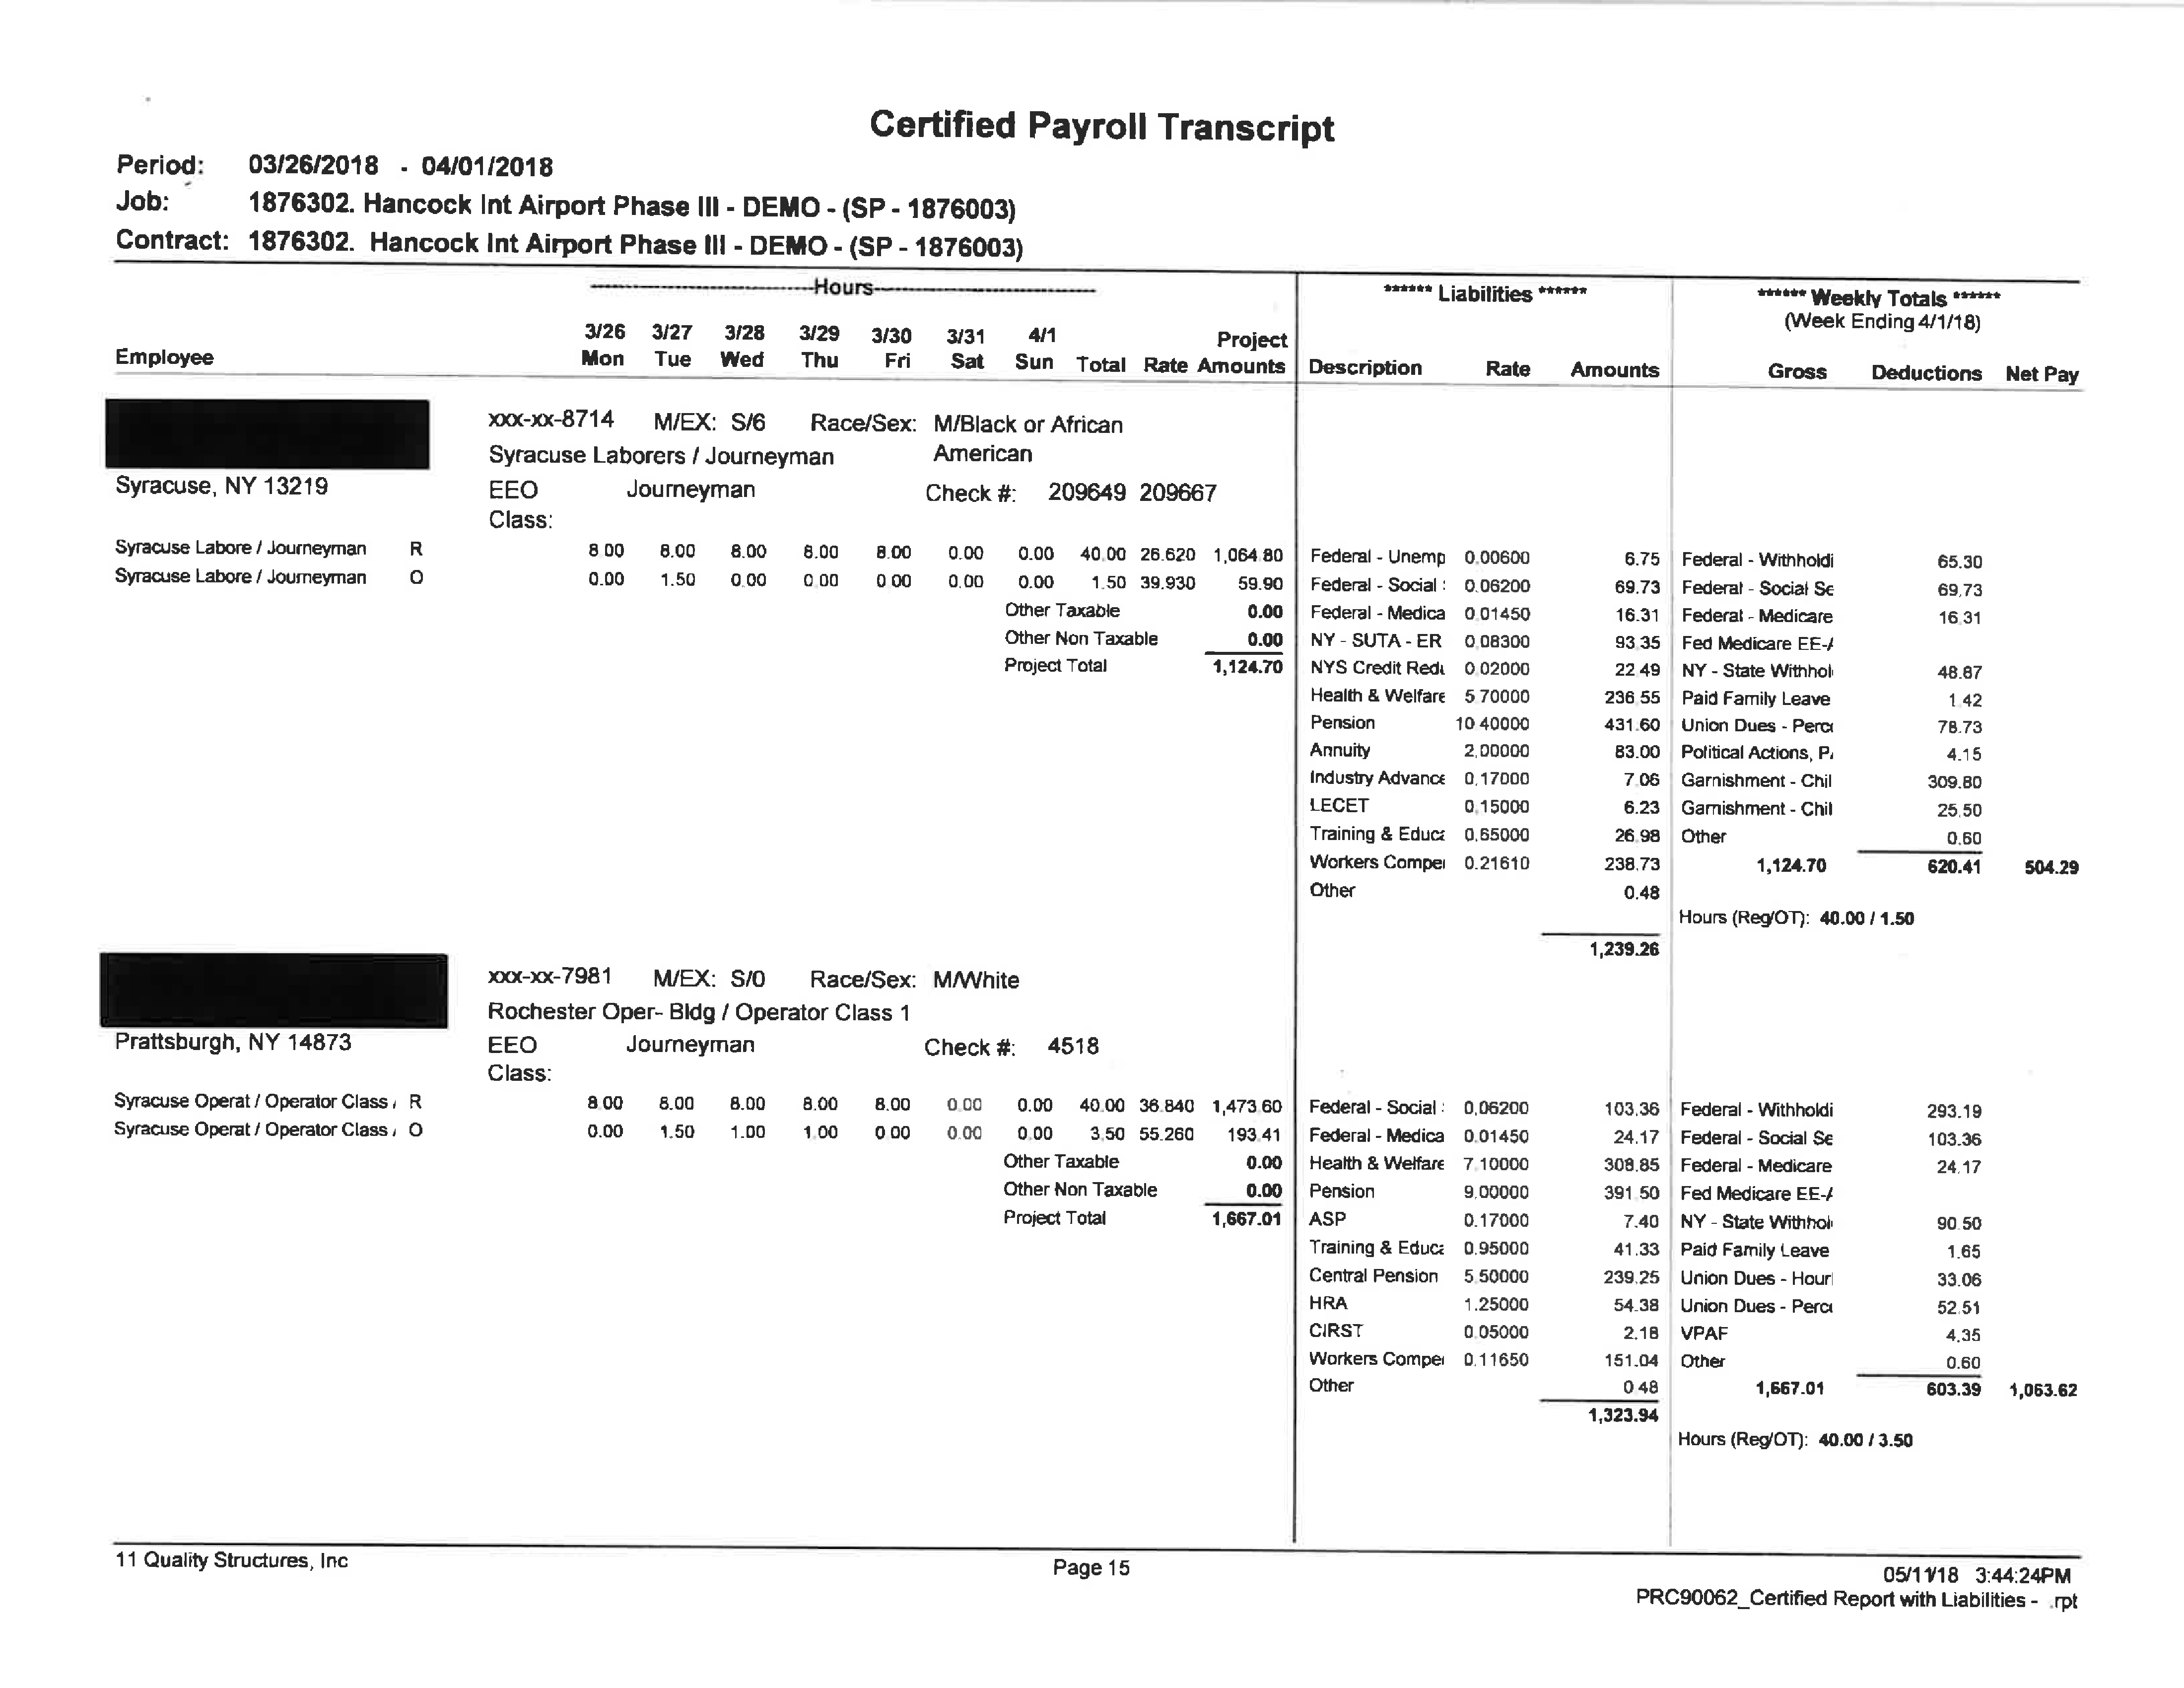 Certified Payroll Transcript
Period: 03/26/2018 - 04/01/2018
Job: 1876302. Hancock Int Airport Phase III - DEMO - (SP - 1876003)
Contract: 1876302. Hancock Int Airport Phase III - DEMO - (SP - 1876003)
Hours ****** Liabilities ****** ****** Weekly Totals ******
(Week Ending 4/1/18)
3/26 3/27 3/28 3/29 3/30 3/31 4/1 Project
Employee Mon Tue Wed Thu Fri Sat Sun Total Rate Amounts Description Rate Amounts Gross Deductions Net Pay
xxx-xx-8714 M/EX: S/6 Race/Sex: M/Black or African
Syracuse Laborers / Journeyman American
Syracuse, NY 13219 EEO Journeyman Check #: 209649 209667
Class:
Syracuse Labore / Journeyman R 8.00 8.00 8.00 8.00 8.00 0.00 0.00 40.00 26.620 1,064.80 Federal - Unemp 0.00600 6.75 Federal - Withholdi 65.30
Syracuse Labore / Journeyman O 0.00 1.50 0.00 0.00 0.00 0.00 0.00 1.50 39.930 59.90 Federal - Social : 0.06200 69.73 Federal - Social Se 69.73
Other Taxable 0.00 Federal - Medica 0.01450 16.31 Federal - Medicare 16.31
Other Non Taxable 0.00 NY - SUTA - ER 0.08300 93.35 Fed Medicare EE-/
Project Total 1,124.70 NYS Credit Redu 0.02000 22.49 NY - State Withhol 48.87
Health & Welfare 5.70000 236.55 Paid Family Leave 1.42
Pension 10.40000 431.60 Union Dues - Perce 78.73
Annuity 2.00000 83.00 Political Actions, P. 4.15
Industry Advance 0.17000 7.06 Garnishment - Chil 309.80
LECET 0.15000 6.23 Garnishment - Chil 25.50
Training & Educa 0.65000 26.98 Other 0.60
Workers Compe 0.21610 238.73 1,124.70 620.41 504.29
Other 0.48
Hours (Reg/OT): 40.00 / 1.50
1,239.26
xxx-xx-7981 M/EX: S/0 Race/Sex: M/White
Rochester Oper- Bldg / Operator Class 1
Prattsburgh, NY 14873 EEO Journeyman Check #: 4518
Class:
Syracuse Operat / Operator Class / R 8.00 8.00 8.00 8.00 8.00 0.00 0.00 40.00 36.840 1,473.60 Federal - Social : 0.06200 103.36 Federal - Withholdi 293.19
Syracuse Operat / Operator Class / O 0.00 1.50 1.00 1.00 0.00 0.00 0.00 3.50 55.260 193.41 Federal - Medica 0.01450 24.17 Federal - Social Se 103.36
Other Taxable 0.00 Health & Welfare 7.10000 308.85 Federal - Medicare 24.17
Other Non Taxable 0.00 Pension 9.00000 391.50 Fed Medicare EE-/
Project Total 1,667.01 ASP 0.17000 7.40 NY - State Withhol 90.50
Training & Educa 0.95000 41.33 Paid Family Leave 1.65
Central Pension 5.50000 239.25 Union Dues - Hourl 33.06
HRA 1.25000 54.38 Union Dues - Perce 52.51
CIRST 0.05000 2.18 VPAF 4.35
Workers Compe 0.11650 151.04 Other 0.60
Other 0.48 1,667.01 603.39 1,063.62
1,323.94
Hours (Reg/OT): 40.00 / 3.50
11 Quality Structures, Inc Page 15 05/11/18 3:44:24PM
PRC90062_Certified Report with Liabilities - .rpt